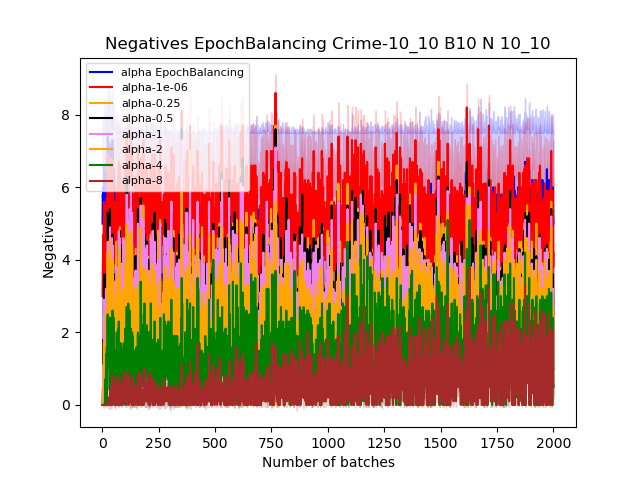 Negatives EpochBalancing Crime-10_10 B10 N 10_10
alpha EpochBalancing
alpha-1e-06
alpha-0.25
alpha-0.5
alpha-1
alpha-2
alpha-4
alpha-8
Negatives
8
6
4
2
0
0 250 500 750 1000 1250 1500 1750 2000
Number of batches